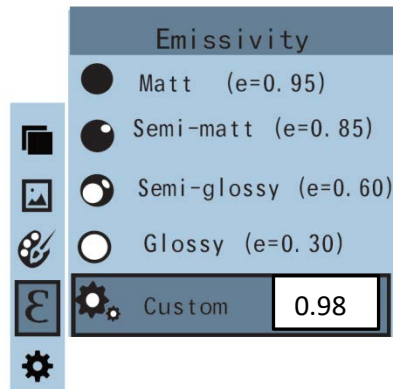 Emissivity
Matt (e=0.95)
Semi-matt (e=0.85)
Semi-glossy (e=0.60)
Glossy (e=0.30)
ε
Custom 0.98